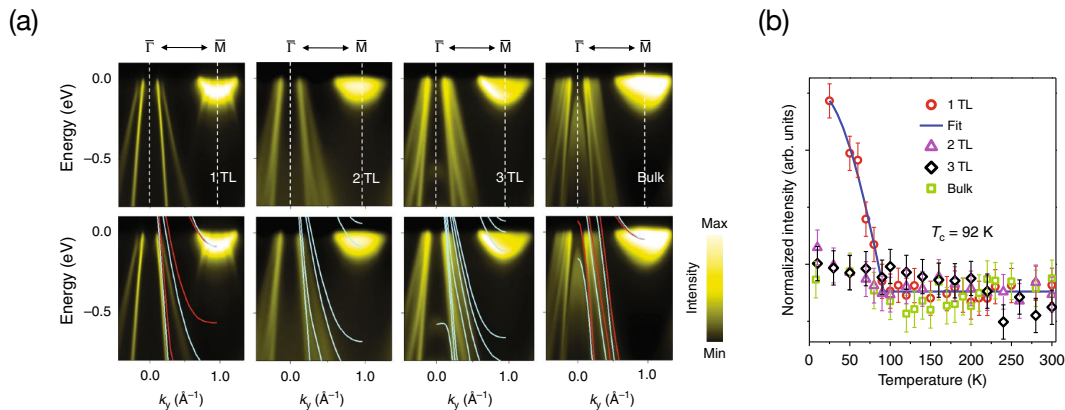 (a)
Γ̅ M̅ Γ̅ M̅ Γ̅ M̅ Γ̅ M̅
Energy (eV)
0.0
−0.5
1 TL 2 TL 3 TL Bulk
Energy (eV)
0.0
−0.5
0.0 1.0 0.0 1.0 0.0 1.0 0.0 1.0
ky (Å⁻¹) ky (Å⁻¹) ky (Å⁻¹) ky (Å⁻¹)
Max
Intensity
Min
(b)
Normalized intensity (arb. units)
1 TL
Fit
2 TL
3 TL
Bulk
Tc = 92 K
0 50 100 150 200 250 300
Temperature (K)